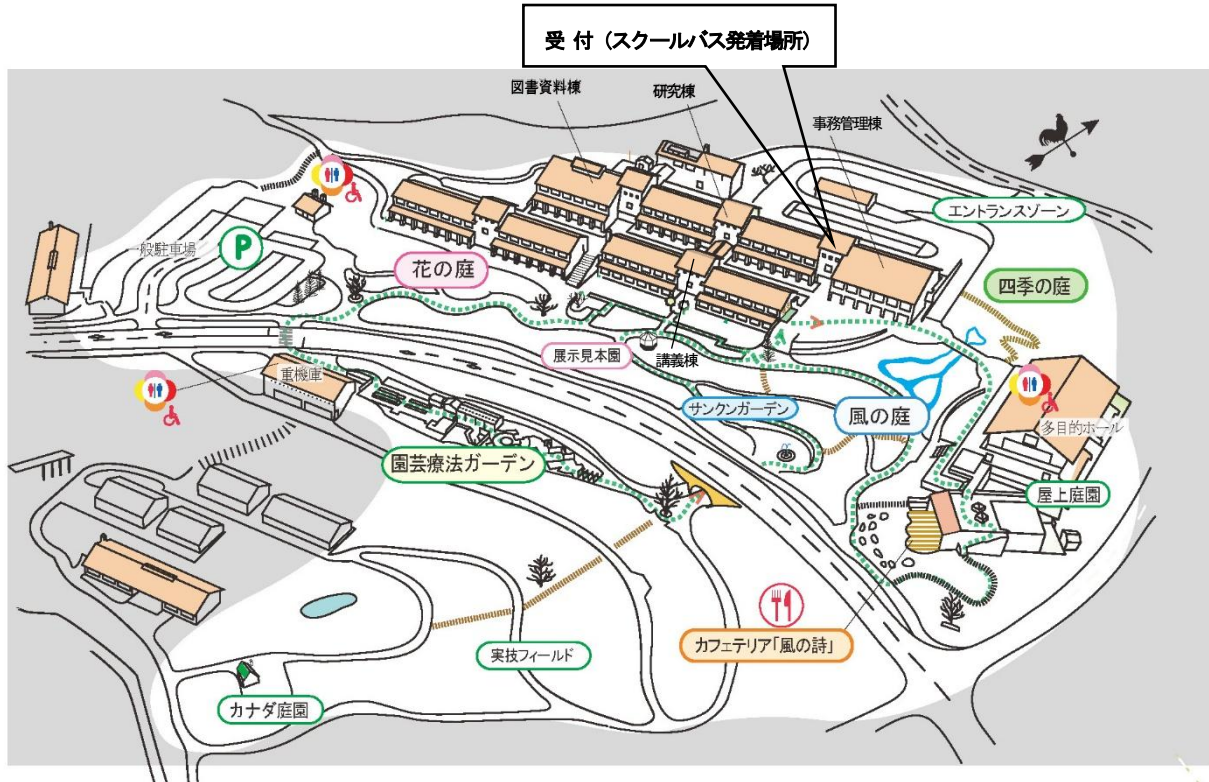 受 付（スクールバス発着場所）
図書資料棟
研究棟
事務管理棟
エントランスゾーン
一般駐車場
P
花の庭
四季の庭
展示見本園
講義棟
重機庫
サンクンガーデン
風の庭
多目的ホール
園芸療法ガーデン
屋上庭園
カフェテリア「風の詩」
実技フィールド
カナダ庭園